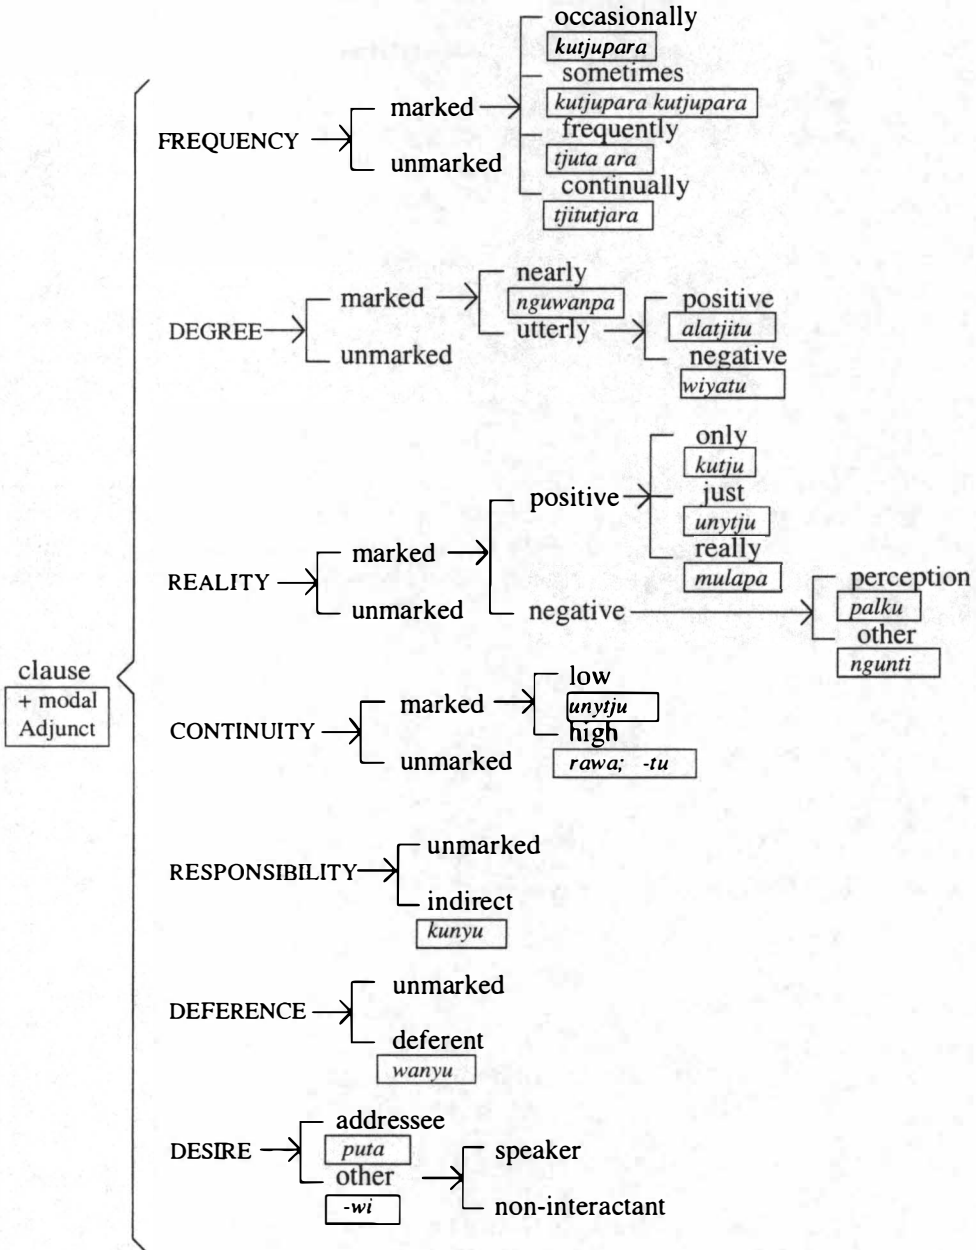 occasionally
kutjupara
sometimes
kutjupara kutjupara
FREQUENCY
marked
unmarked
frequently
tjuta ara
continually
tjitutjara
DEGREE
marked
unmarked
nearly
nguwanpa
utterly
positive
alatjitu
negative
wiyatu
REALITY
marked
unmarked
positive
only
kutju
just
unytju
really
mulapa
negative
perception
palku
other
ngunti
clause
+ modal
Adjunct
CONTINUITY
marked
unmarked
low
unytju
high
rawa; -tu
RESPONSIBILITY
unmarked
indirect
kunyu
DEFERENCE
unmarked
deferent
wanyu
DESIRE
addressee
puta
other
-wi
speaker
non-interactant